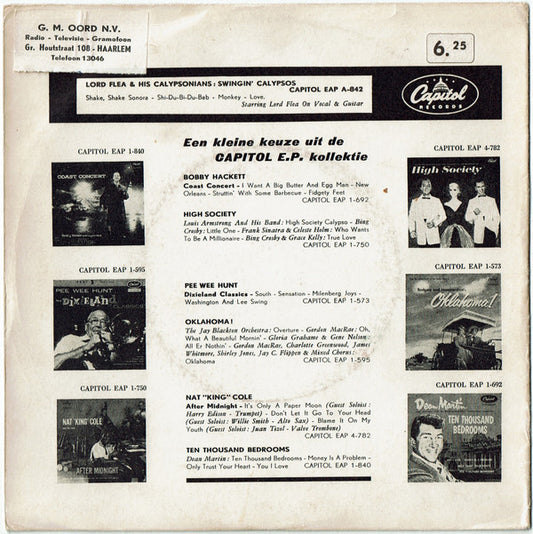 G. M. OORD N.V.
Radio - Televisie - Gramofoon
Gr. Houtstraat 108 - HAARLEM
Telefoon 13046
6.25
LORD FLEA & HIS CALYPSONIANS: SWINGIN' CALYPSOS
CAPITOL EAP A-842
Shake, Shake Sonora - Shi-Du-Bi-Du-Bab - Monkey - Love.
Starring Lord Flea On Vocal & Guitar
Capitol
RECORDS
Een kleine keuze uit de
CAPITOL E.P. kollektie
CAPITOL EAP 1-840
COAST CONCERT
CAPITOL EAP 1-595
PEE WEE HUNT
DIXIELAND
CLASSICS
CAPITOL EAP 1-750
NAT 'KING' COLE
AFTER MIDNIGHT
BOBBY HACKETT
Coast Concert - I Want A Big Butter And Egg Man - New
Orleans - Struttin' With Some Barbecue - Fidgety Feet
CAPITOL EAP 1-692
HIGH SOCIETY
Louis Armstrong And His Band: High Society Calypso - Bing
Crosby: Little One - Frank Sinatra & Celeste Holm: Who Wants
To Be A Millionaire - Bing Crosby & Grace Kelly: True Love
CAPITOL EAP 1-750
PEE WEE HUNT
Dixieland Classics - South - Sensation - Milenberg Joys -
Washington And Lee Swing
CAPITOL EAP 1-573
OKLAHOMA!
The Jay Blackton Orchestra: Overture - Gordon MacRae: Oh,
What A Beautiful Mornin' - Gloria Grahame & Gene Nelson:
All Er Nothin' - Gordon MacRae, Charlotte Greenwood, James
Whitmore, Shirley Jones, Jay C. Flippen & Mixed Chorus:
Oklahoma
CAPITOL EAP 1-595
NAT "KING" COLE
After Midnight - It's Only A Paper Moon (Guest Soloist:
Harry Edison - Trumpet) - Don't Let It Go To Your Head
(Guest Soloist: Willie Smith - Alto Sax) - Blame It On My
Youth (Guest Soloist: Juan Tizol - Valve Trombone)
CAPITOL EAP 4-782
TEN THOUSAND BEDROOMS
Dean Martin: Ten Thousand Bedrooms - Money Is A Problem -
Only Trust Your Heart - You I Love
CAPITOL EAP 1-840
CAPITOL EAP 4-782
High Society
CAPITOL EAP 1-573
Oklahoma!
CAPITOL EAP 1-692
Dean Martin
TEN THOUSAND
BEDROOMS